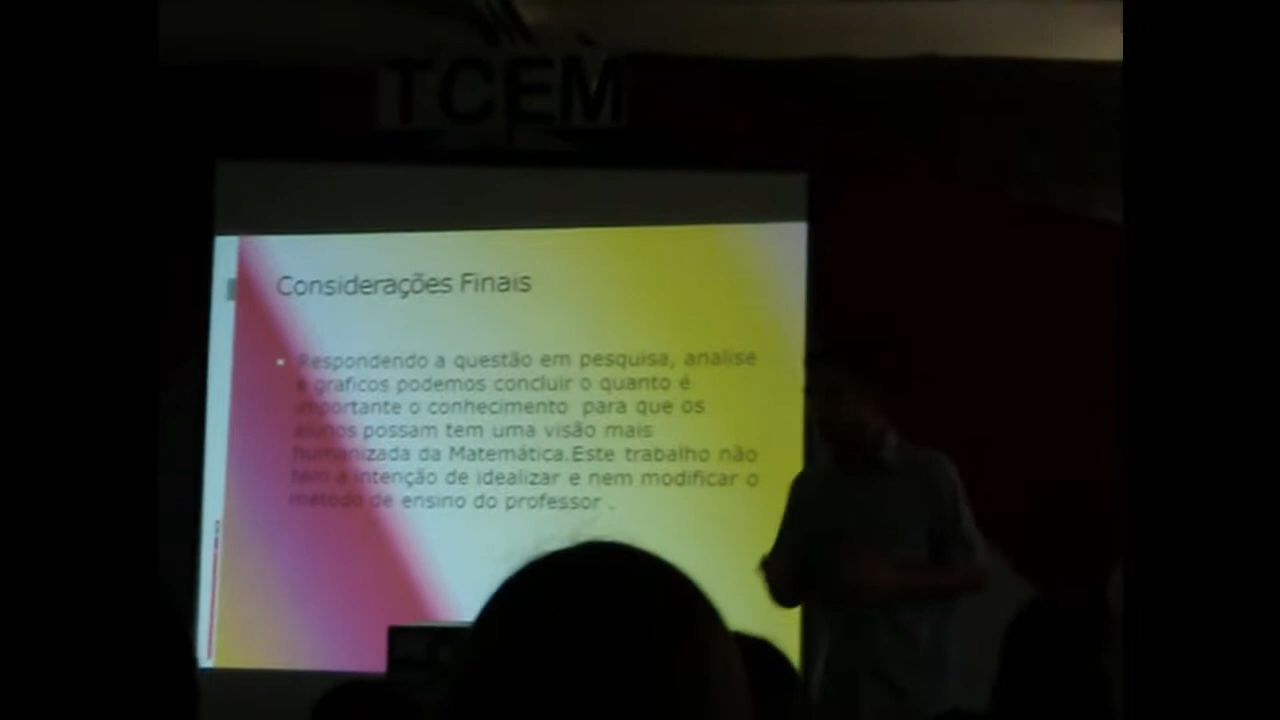 TCEM
Considerações Finais
Respondendo a questão em pesquisa, analise
e graficos podemos concluir o quanto é
importante o conhecimento para que os
alunos possam tem uma visão mais
humanizada da Matemática.Este trabalho não
tem a intenção de idealizar e nem modificar o
método de ensino do professor .